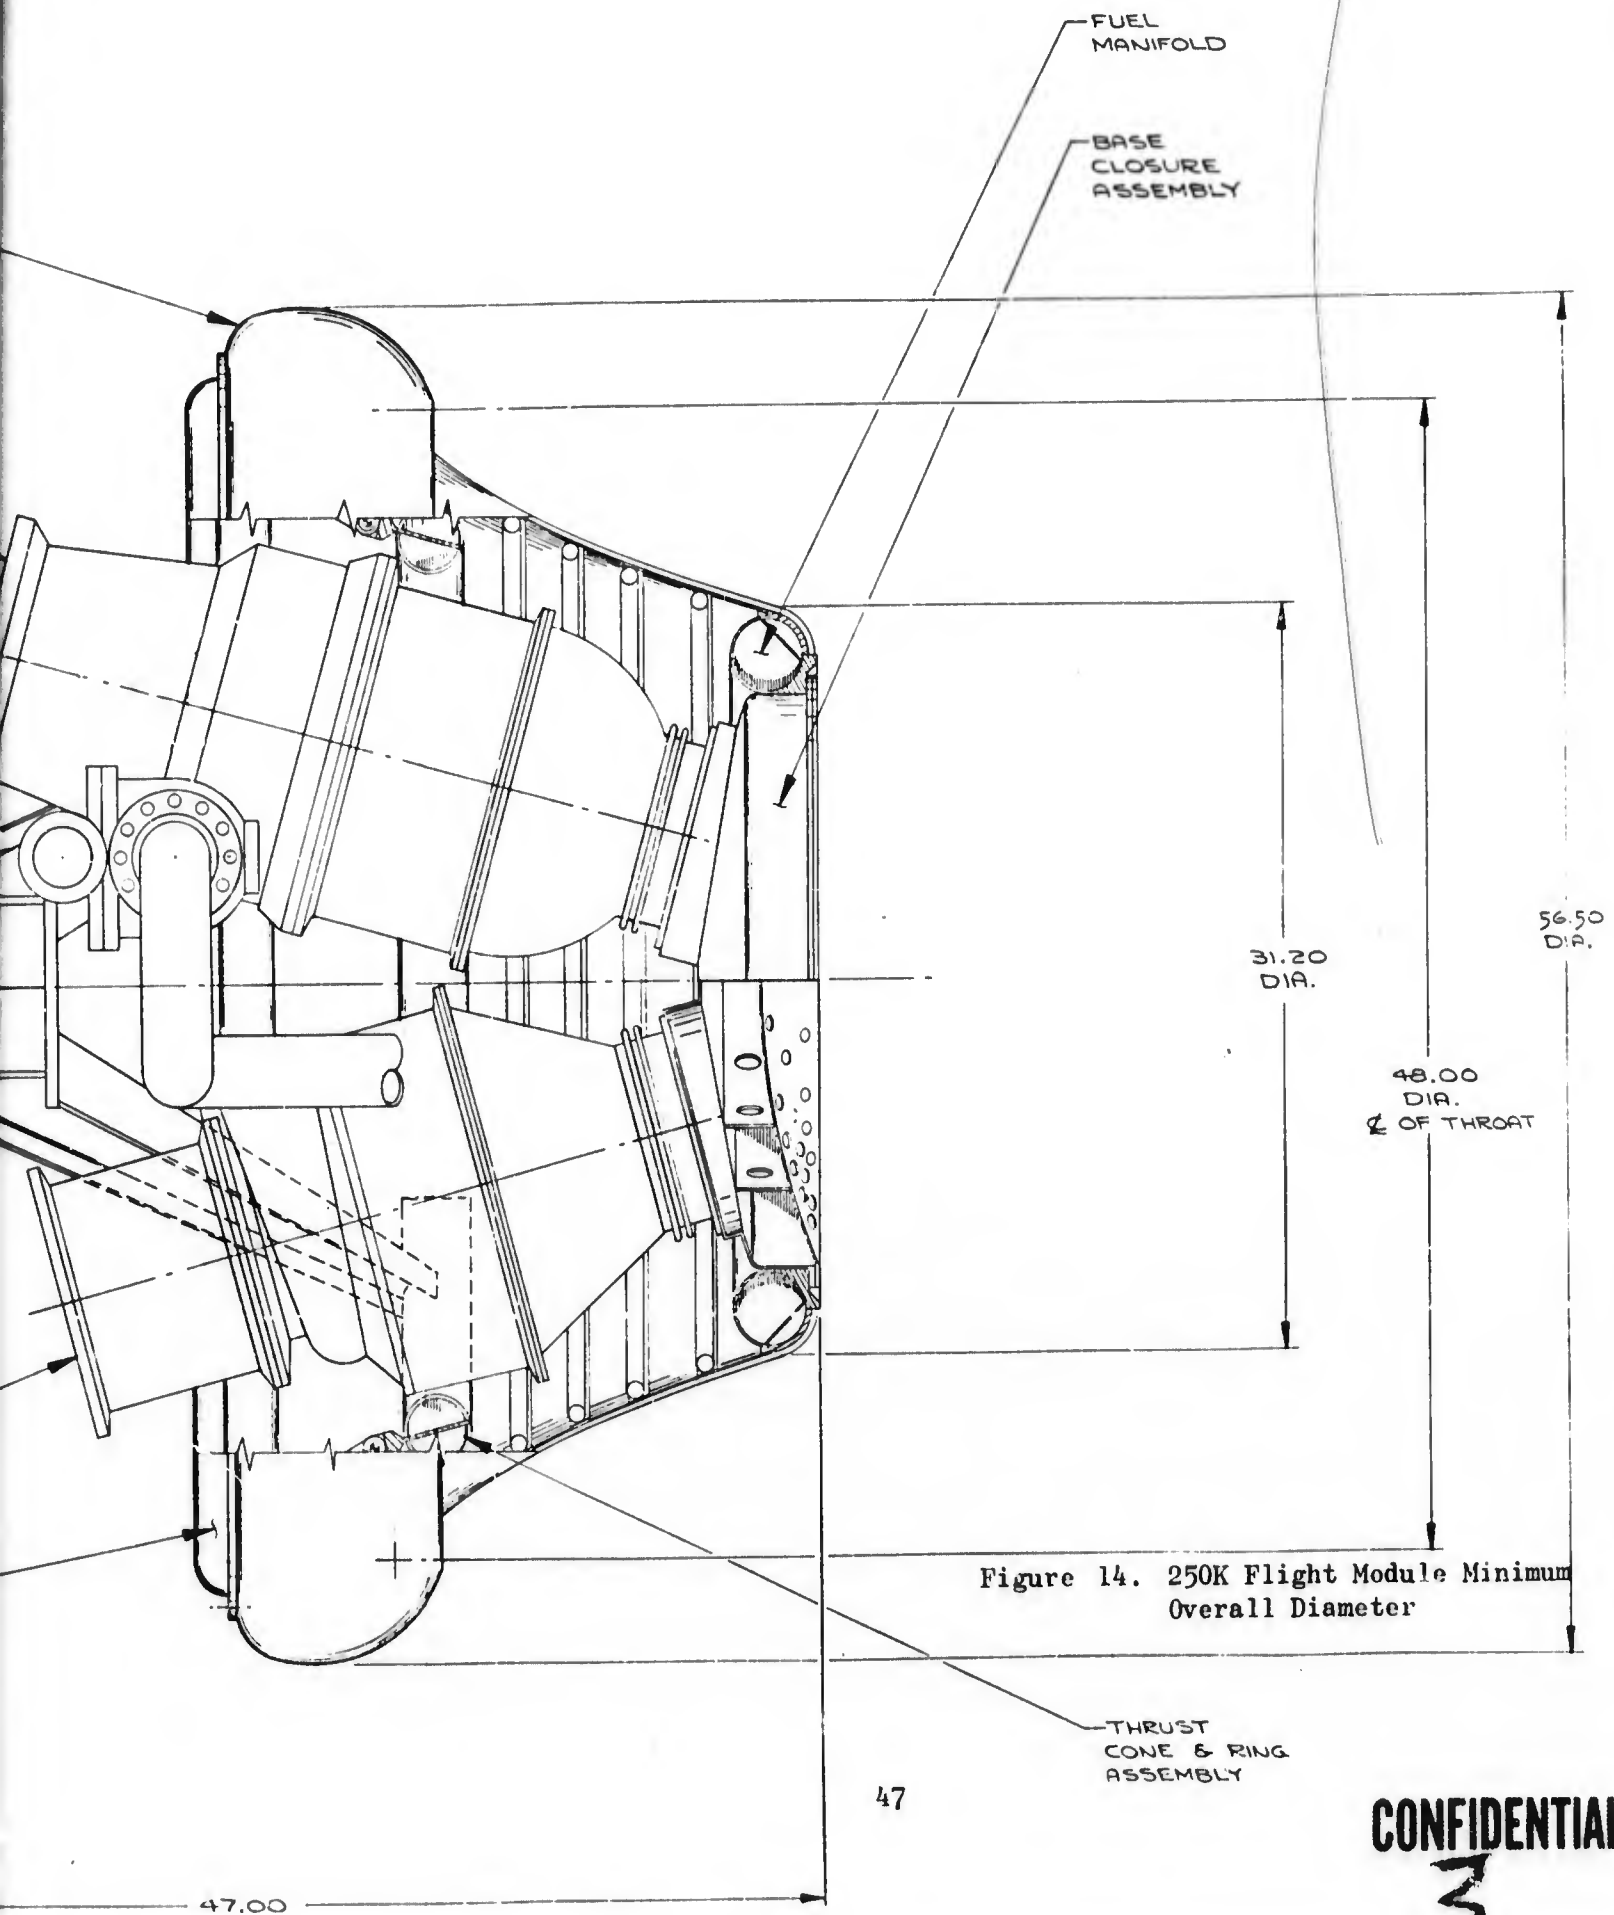 FUEL
MANIFOLD
BASE
CLOSURE
ASSEMBLY
56.50
DIA.
31.20
DIA.
48.00
DIA.
℄ OF THROAT
Figure 14. 250K Flight Module Minimum
Overall Diameter
THRUST
CONE & RING
ASSEMBLY
47
CONFIDENTIAL
3
47.00